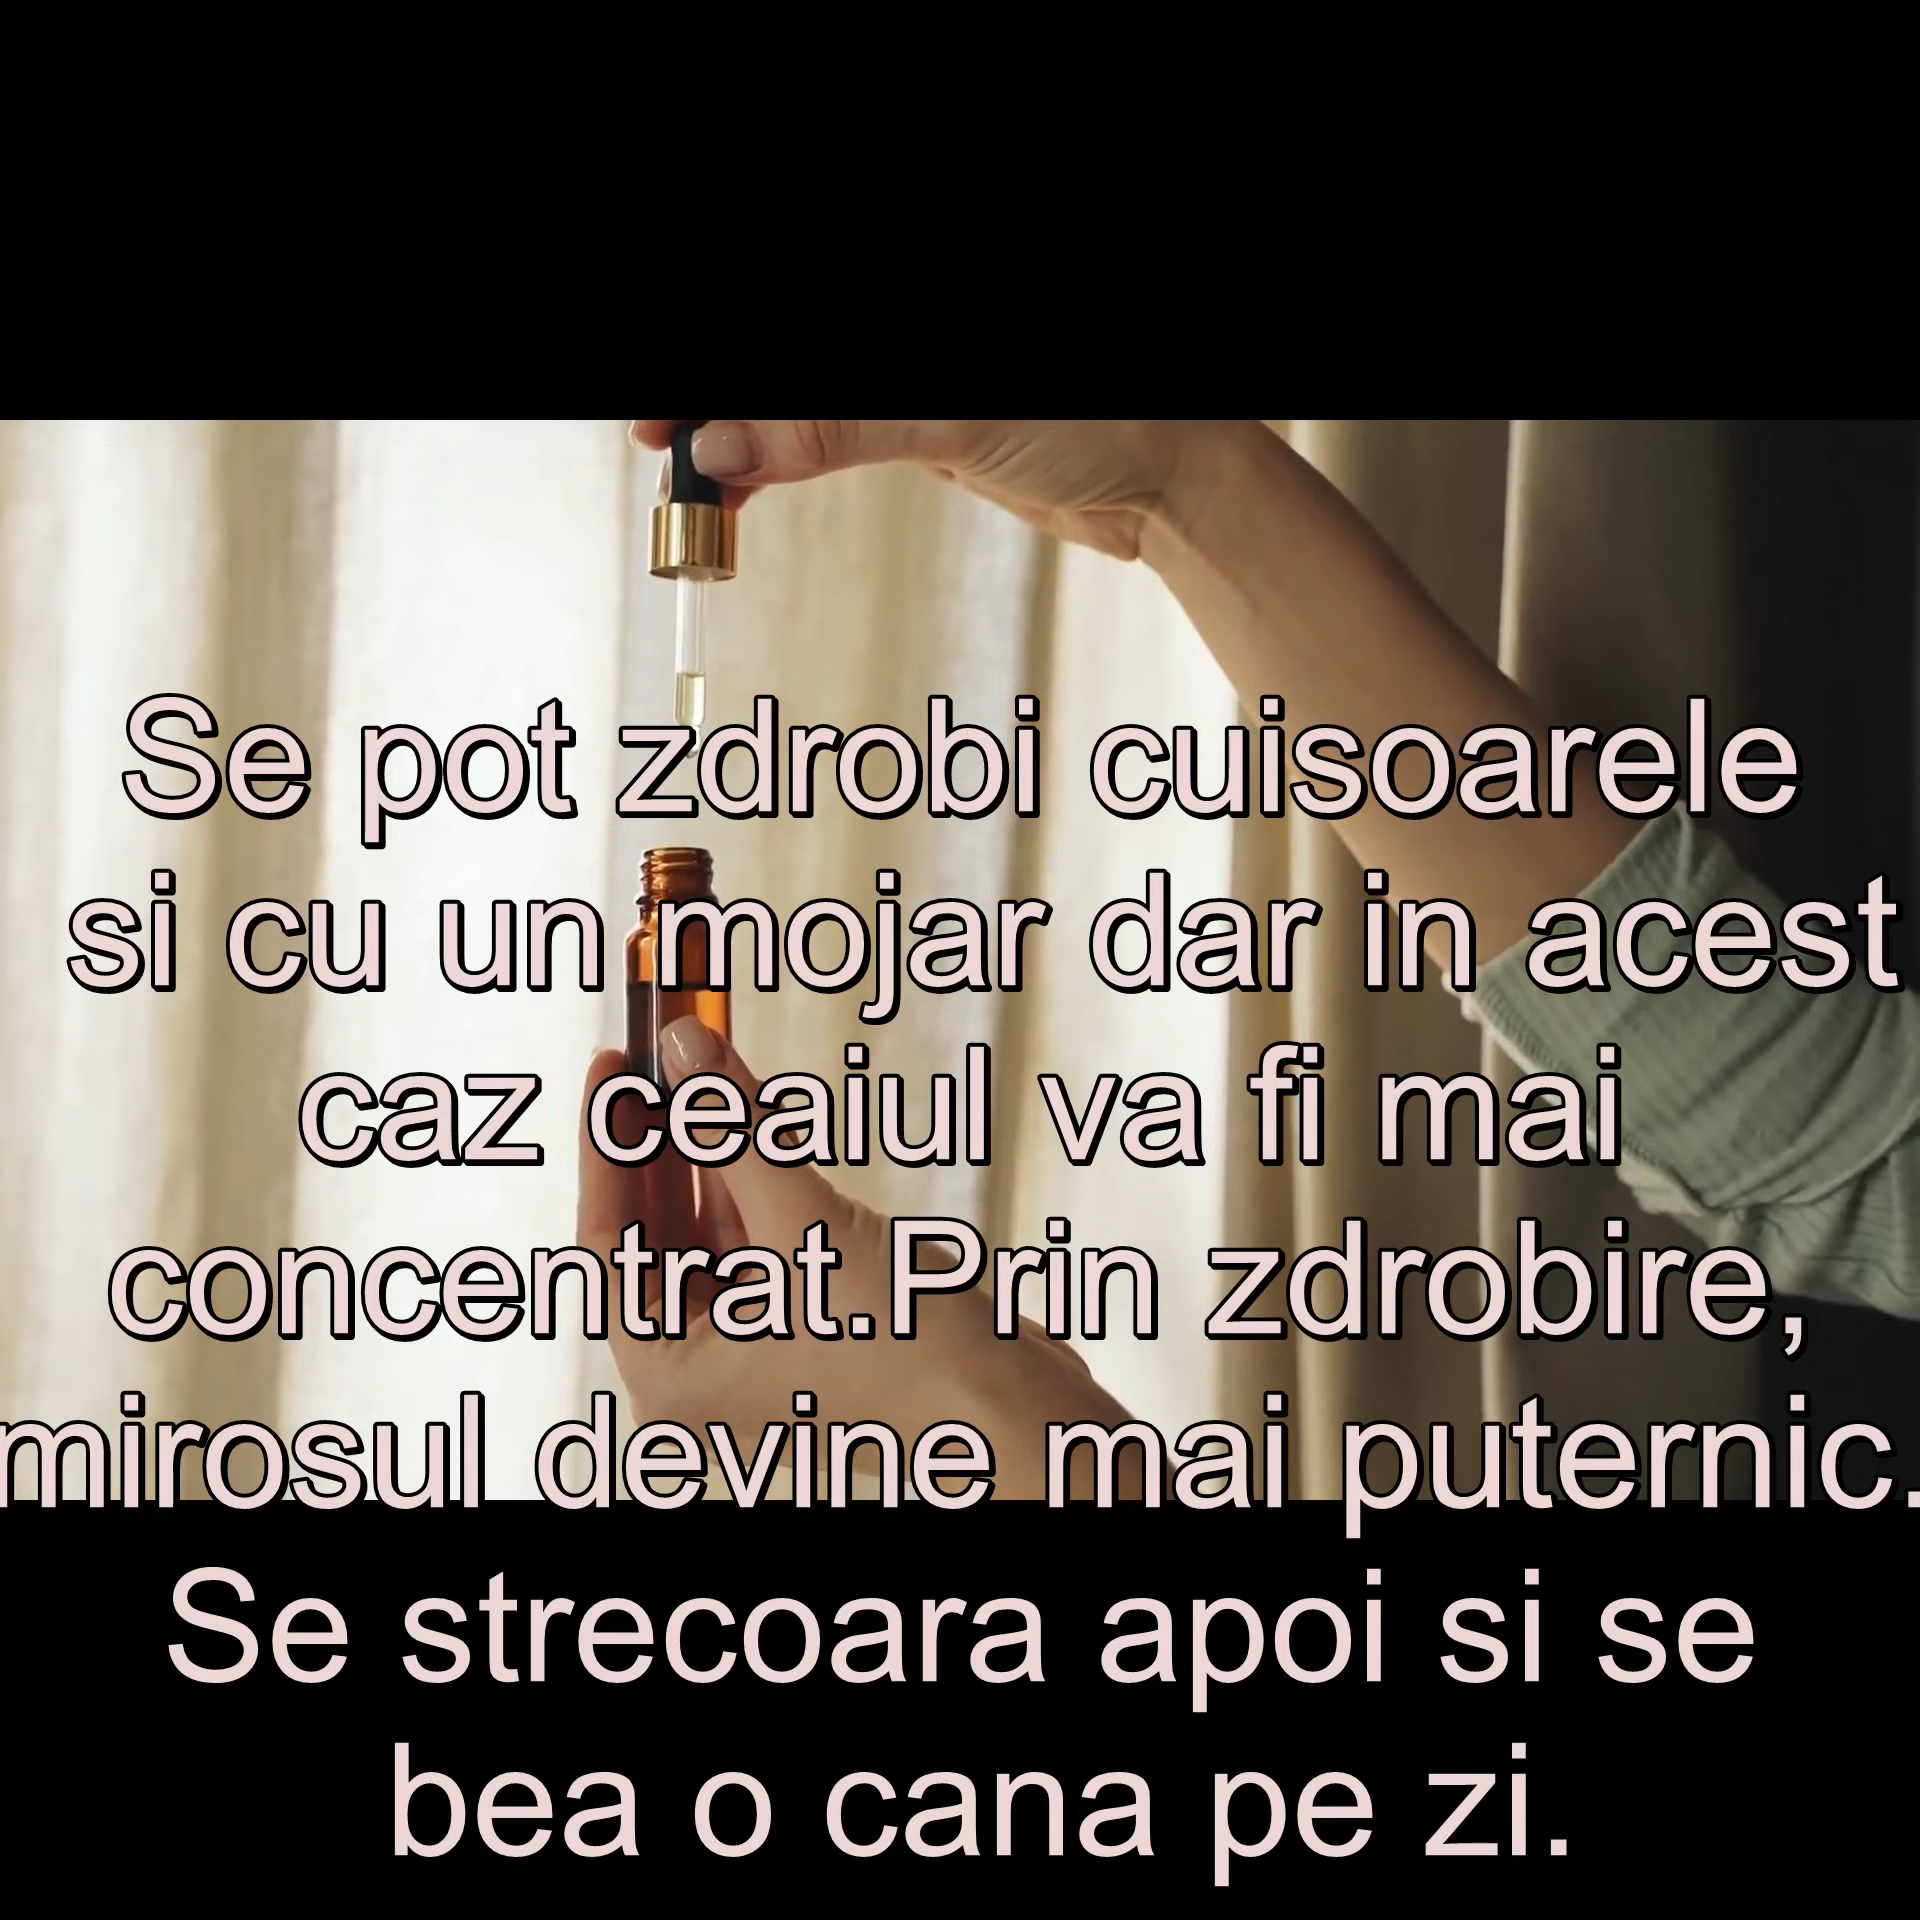 Se pot zdrobi cuisoarele
si cu un mojar dar in acest
caz ceaiul va fi mai
concentrat.Prin zdrobire,
mirosul devine mai puternic.
Se strecoara apoi si se
bea o cana pe zi.